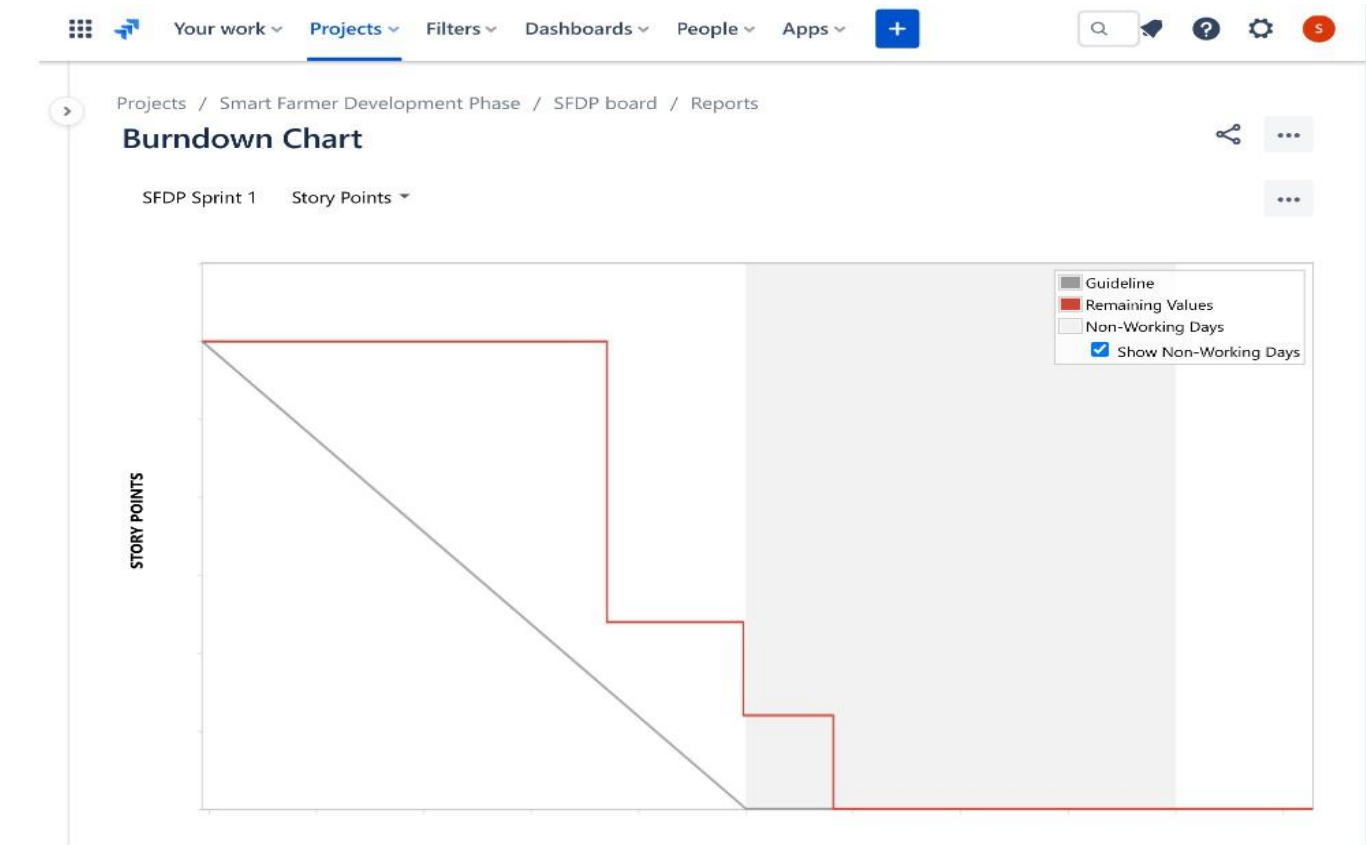 Your work Projects Filters Dashboards People Apps +
S
Projects / Smart Farmer Development Phase / SFDP board / Reports
Burndown Chart
SFDP Sprint 1 Story Points
Guideline
Remaining Values
Non-Working Days
Show Non-Working Days
STORY POINTS